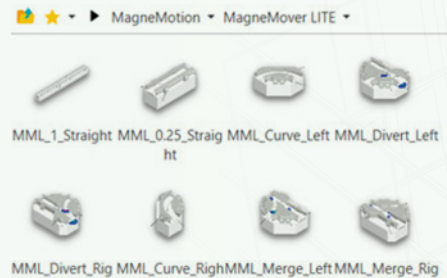 MagneMotion MagneMover LITE
MML_1_Straight MML_0.25_Straig MML_Curve_Left MML_Divert_Left
ht
MML_Divert_Rig MML_Curve_Righ MML_Merge_Left MML_Merge_Rig